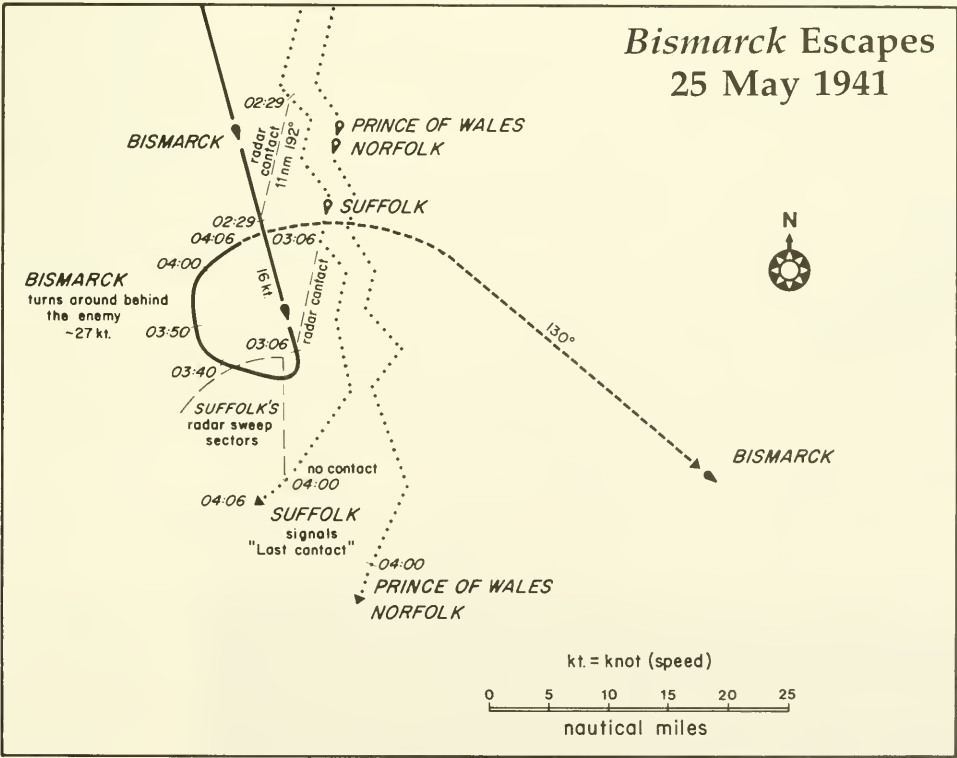 Bismarck Escapes
25 May 1941
02:29
BISMARCK
radar
contact
11 nm 192°
PRINCE OF WALES
NORFOLK
SUFFOLK
02:29
04:06
03:06
04:00
N
BISMARCK
turns around behind
the enemy
~27 kt.
16 kt.
radar contact
03:50
03:06
130°
03:40
SUFFOLK'S
radar sweep
sectors
BISMARCK
no contact
04:00
04:06
SUFFOLK
signals
"Lost contact"
04:00
PRINCE OF WALES
NORFOLK
kt. = knot (speed)
0 5 10 15 20 25
nautical miles